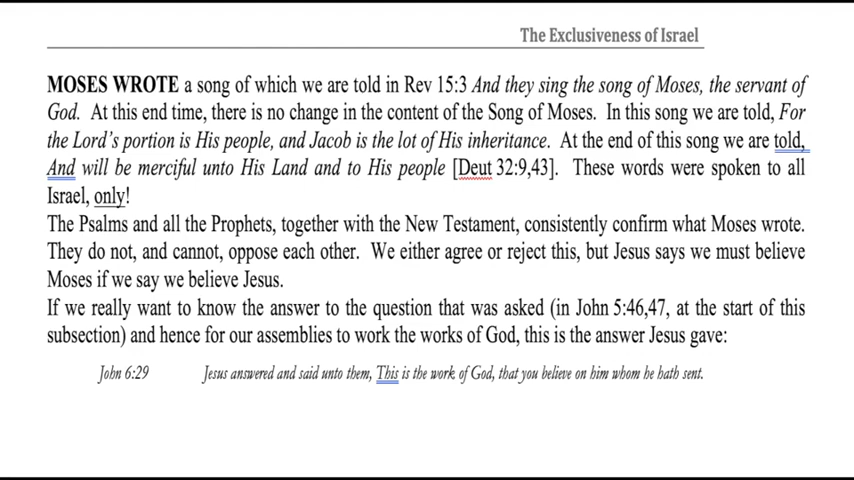 The Exclusiveness of Israel
MOSES WROTE a song of which we are told in Rev 15:3 And they sing the song of Moses, the servant of
God. At this end time, there is no change in the content of the Song of Moses. In this song we are told, For
the Lord's portion is His people, and Jacob is the lot of His inheritance. At the end of this song we are told,
And will be merciful unto His Land and to His people [Deut 32:9,43]. These words were spoken to all
Israel, only!
The Psalms and all the Prophets, together with the New Testament, consistently confirm what Moses wrote.
They do not, and cannot, oppose each other. We either agree or reject this, but Jesus says we must believe
Moses if we say we believe Jesus.
If we really want to know the answer to the question that was asked (in John 5:46,47, at the start of this
subsection) and hence for our assemblies to work the works of God, this is the answer Jesus gave:
John 6:29 Jesus answered and said unto them, This is the work of God, that you believe on him whom he hath sent.